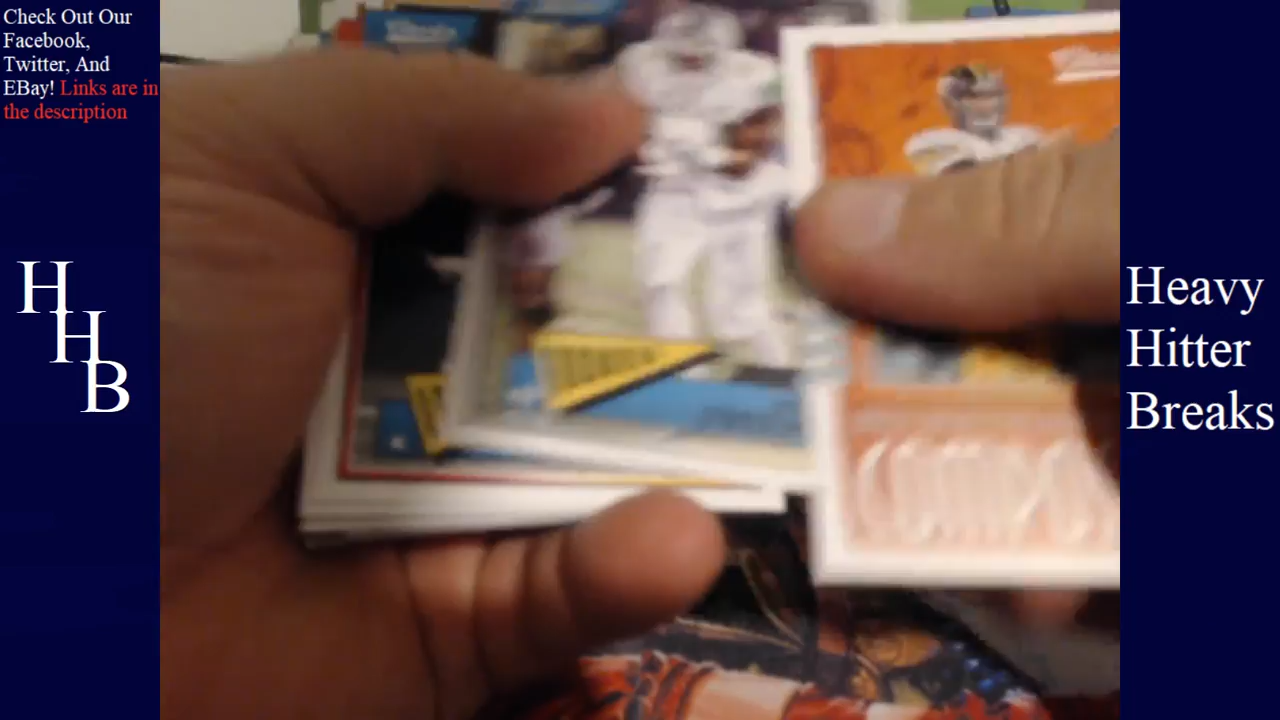 Check Out Our
Facebook,
Twitter, And
EBay! Links are in
the description
H
H
B
Heavy
Hitter
Breaks